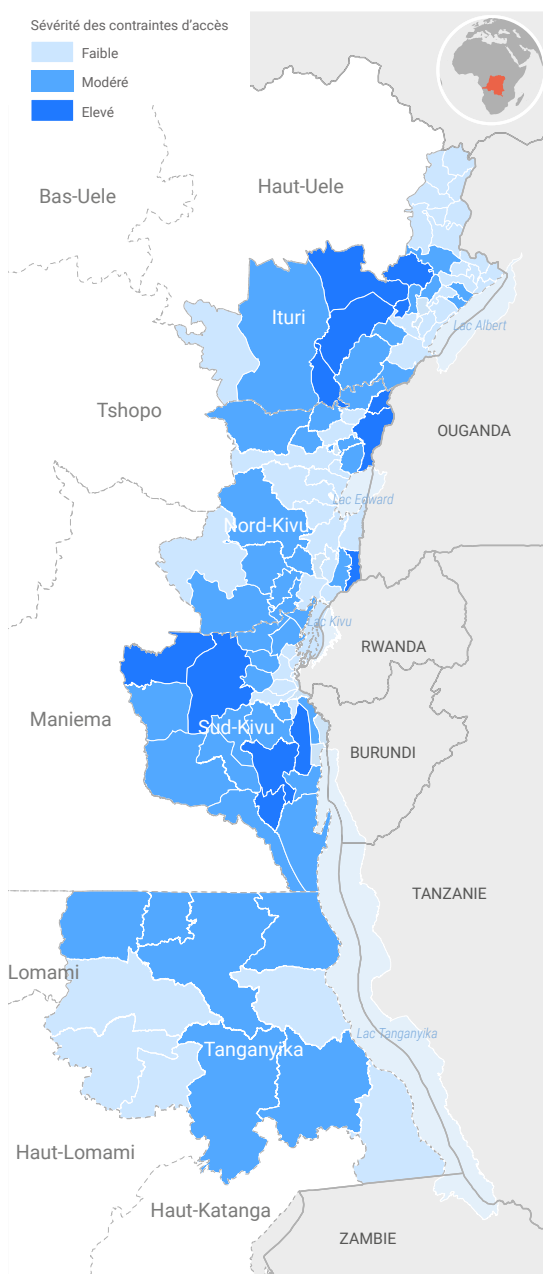 Sévérité des contraintes d’accès
Faible
Modéré
Elevé
Haut-Uele
Bas-Uele
Ituri
Lac Albert
Tshopo
OUGANDA
Lac Edward
Nord-Kivu
Lac Kivu
RWANDA
Maniema
Sud-Kivu
BURUNDI
TANZANIE
Lomami
Lac Tanganyika
Tanganyika
Haut-Lomami
Haut-Katanga
ZAMBIE